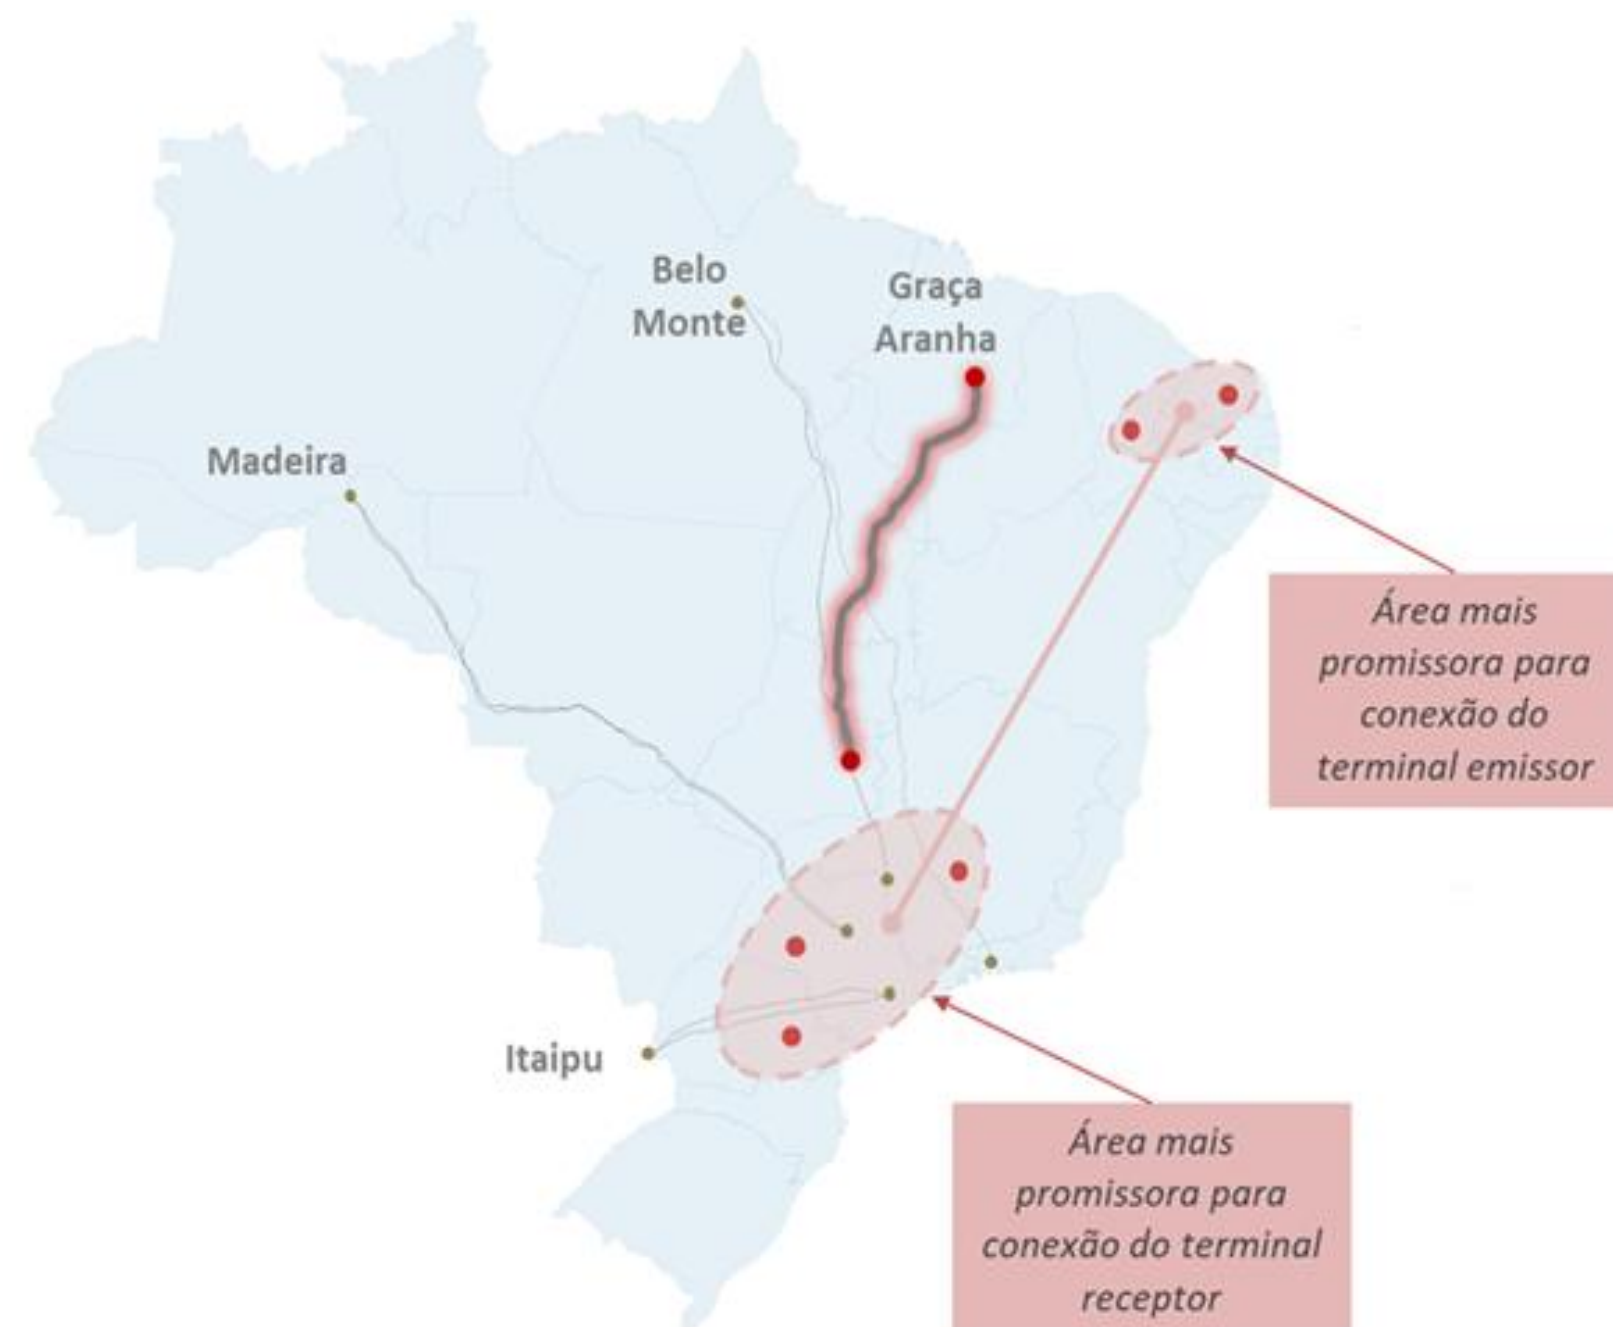 Belo
Monte
Graça
Aranha
Madeira
Itaipu
Área mais
promissora para
conexão do
terminal emissor
Área mais
promissora para
conexão do terminal
receptor